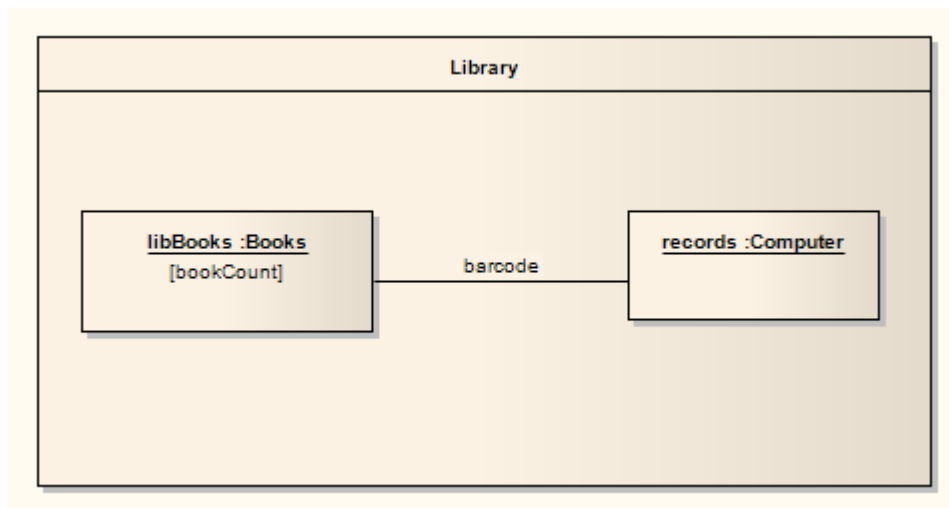 Library
libBooks :Books
[bookCount]
barcode
records :Computer